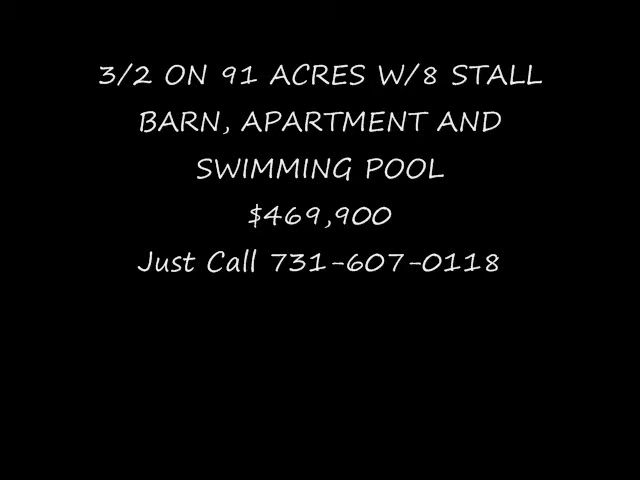 3/2 ON 91 ACRES W/8 STALL
BARN, APARTMENT AND
SWIMMING POOL
$469,900
Just Call 731-607-0118